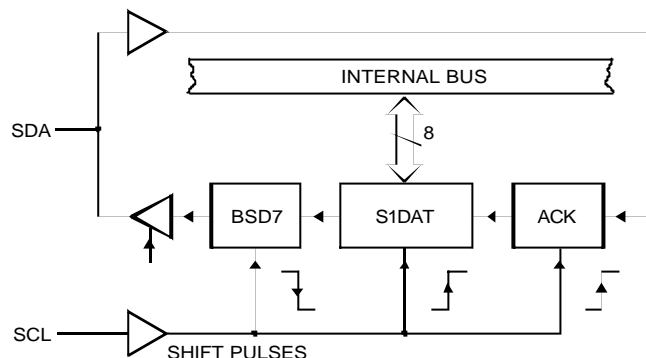 INTERNAL BUS
8
SDA
BSD7
S1DAT
ACK
SCL
SHIFT PULSES